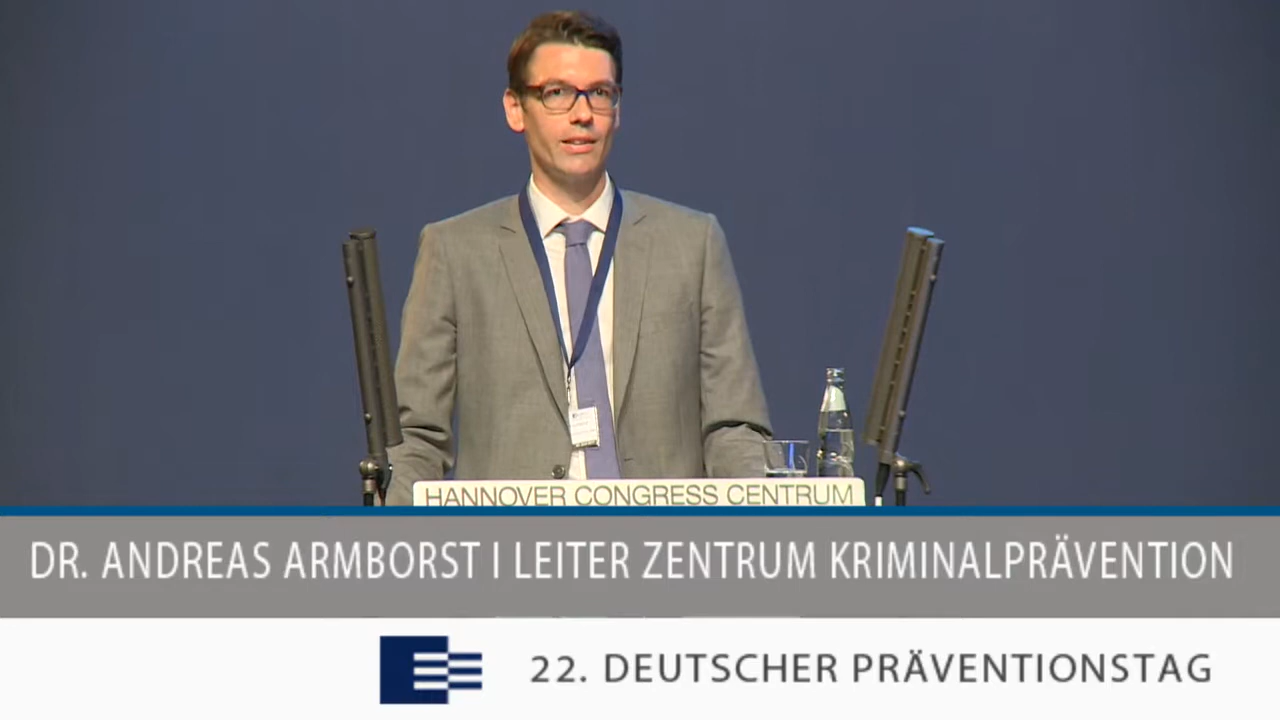 HANNOVER CONGRESS CENTRUM
DR. ANDREAS ARMBORST I LEITER ZENTRUM KRIMINALPRÄVENTION
22. DEUTSCHER PRÄVENTIONSTAG